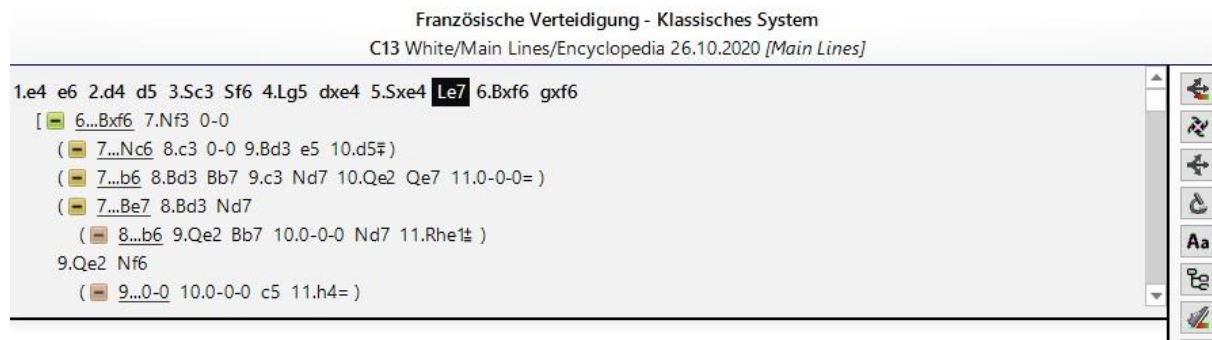 Französische Verteidigung - Klassisches System
C13 White/Main Lines/Encyclopedia 26.10.2020 [Main Lines]
1.e4 e6 2.d4 d5 3.Sc3 Sf6 4.Lg5 dxe4 5.Sxe4 Le7 6.Bxf6 gxf6
[ 6...Bxf6 7.Nf3 0-0
( 7...Nc6 8.c3 0-0 9.Bd3 e5 10.d5∓ )
( 7...b6 8.Bd3 Bb7 9.c3 Nd7 10.Qe2 Qe7 11.0-0-0= )
( 7...Be7 8.Bd3 Nd7
( 8...b6 9.Qe2 Bb7 10.0-0-0 Nd7 11.Rhe1± )
9.Qe2 Nf6
( 9...0-0 10.0-0-0 c5 11.h4= )
Aa